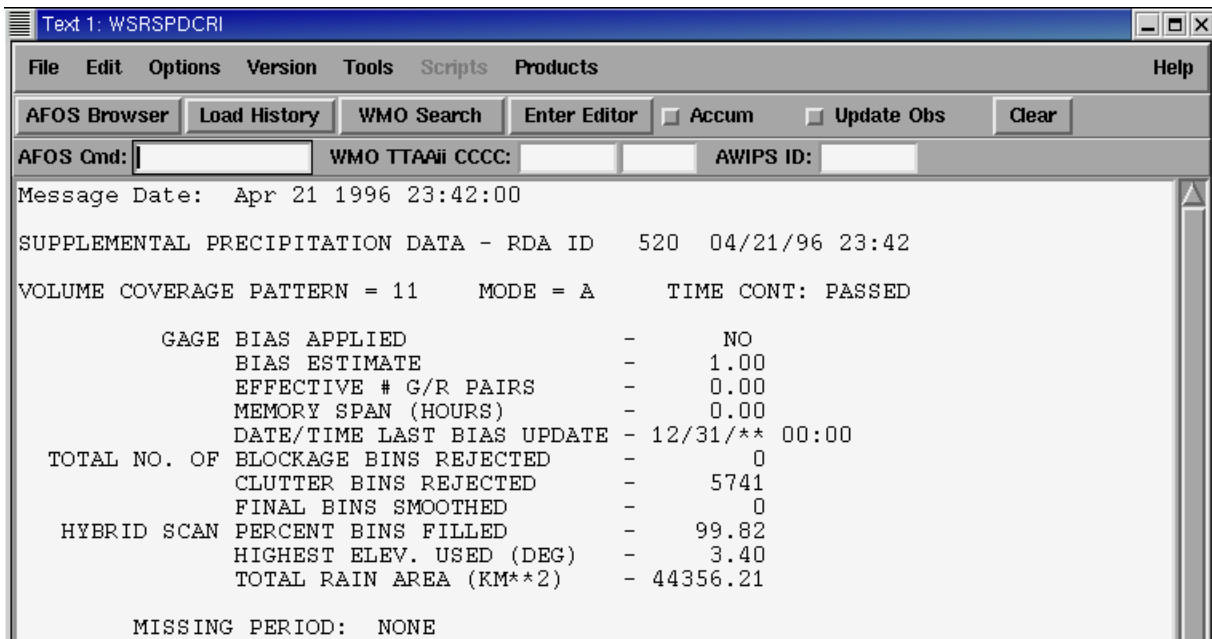 Text 1: WSRSPDCRI
File Edit Options Version Tools Scripts Products Help
AFOS Browser Load History WMO Search Enter Editor Accum Update Obs Clear
AFOS Cmd: WMO TTAAii CCCC: AWIPS ID:
Message Date: Apr 21 1996 23:42:00
SUPPLEMENTAL PRECIPITATION DATA - RDA ID 520 04/21/96 23:42
VOLUME COVERAGE PATTERN = 11 MODE = A TIME CONT: PASSED
GAGE BIAS APPLIED - NO
BIAS ESTIMATE - 1.00
EFFECTIVE # G/R PAIRS - 0.00
MEMORY SPAN (HOURS) - 0.00
DATE/TIME LAST BIAS UPDATE - 12/31/** 00:00
TOTAL NO. OF BLOCKAGE BINS REJECTED - 0
CLUTTER BINS REJECTED - 5741
FINAL BINS SMOOTHED - 0
HYBRID SCAN PERCENT BINS FILLED - 99.82
HIGHEST ELEV. USED (DEG) - 3.40
TOTAL RAIN AREA (KM**2) - 44356.21
MISSING PERIOD: NONE